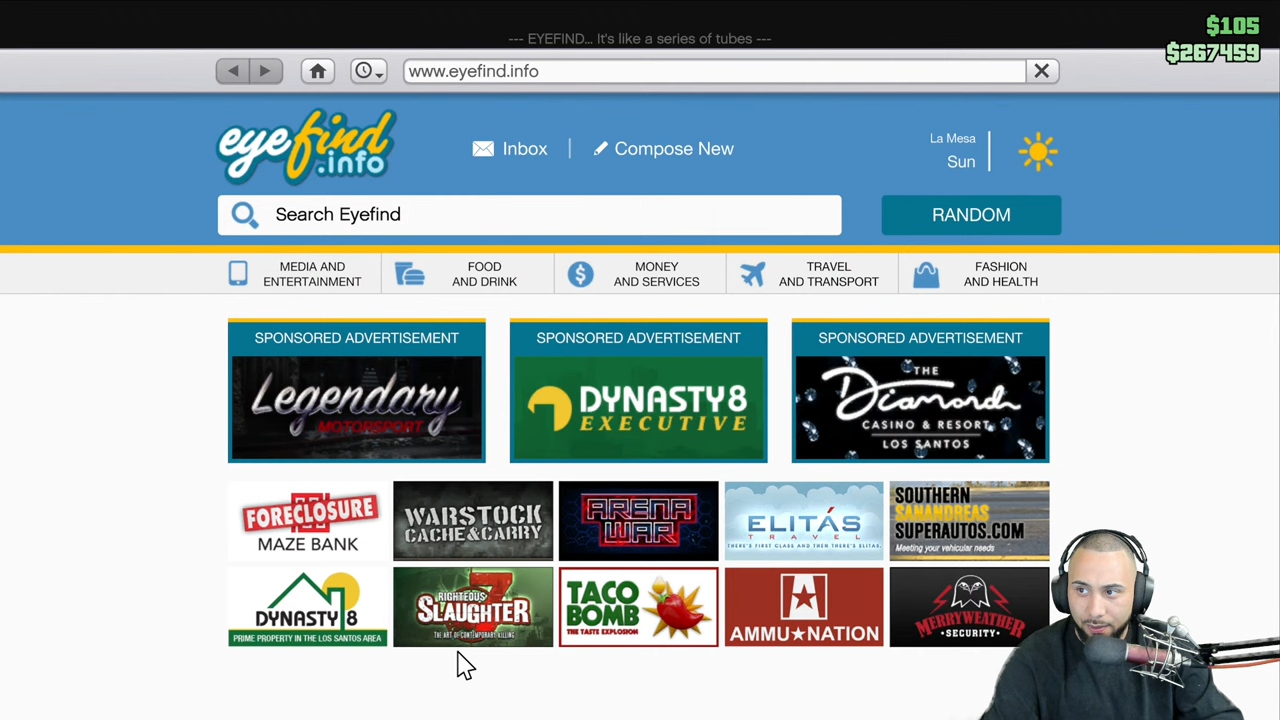 $105
--- EYEFIND... It's like a series of tubes ---
$267459
www.eyefind.info
eyefind
.info
Inbox
Compose New
La Mesa
Sun
Search Eyefind
RANDOM
MEDIA AND
ENTERTAINMENT
FOOD
AND DRINK
MONEY
AND SERVICES
TRAVEL
AND TRANSPORT
FASHION
AND HEALTH
SPONSORED ADVERTISEMENT
Legendary
MOTORSPORT
SPONSORED ADVERTISEMENT
DYNASTY8
EXECUTIVE
SPONSORED ADVERTISEMENT
THE
Diamond
CASINO & RESORT
LOS SANTOS
FORECLOSURE
MAZE BANK
WARSTOCK
CACHE&CARRY
ARENA
WAR
ELITÁS
TRAVEL
THERE'S FIRST CLASS AND THEN THERE'S ELITAS.
SOUTHERN
SANANDREAS
SUPERAUTOS.COM
Meeting your vehicular needs
DYNASTY 8
PRIME PROPERTY IN THE LOS SANTOS AREA
RIGHTEOUS
SLAUGHTER
7
THE ART OF CONTEMPORARY KILLING
TACO
BOMB
THE TASTE EXPLOSION
AMMU★NATION
MERRYWEATHER
SECURITY